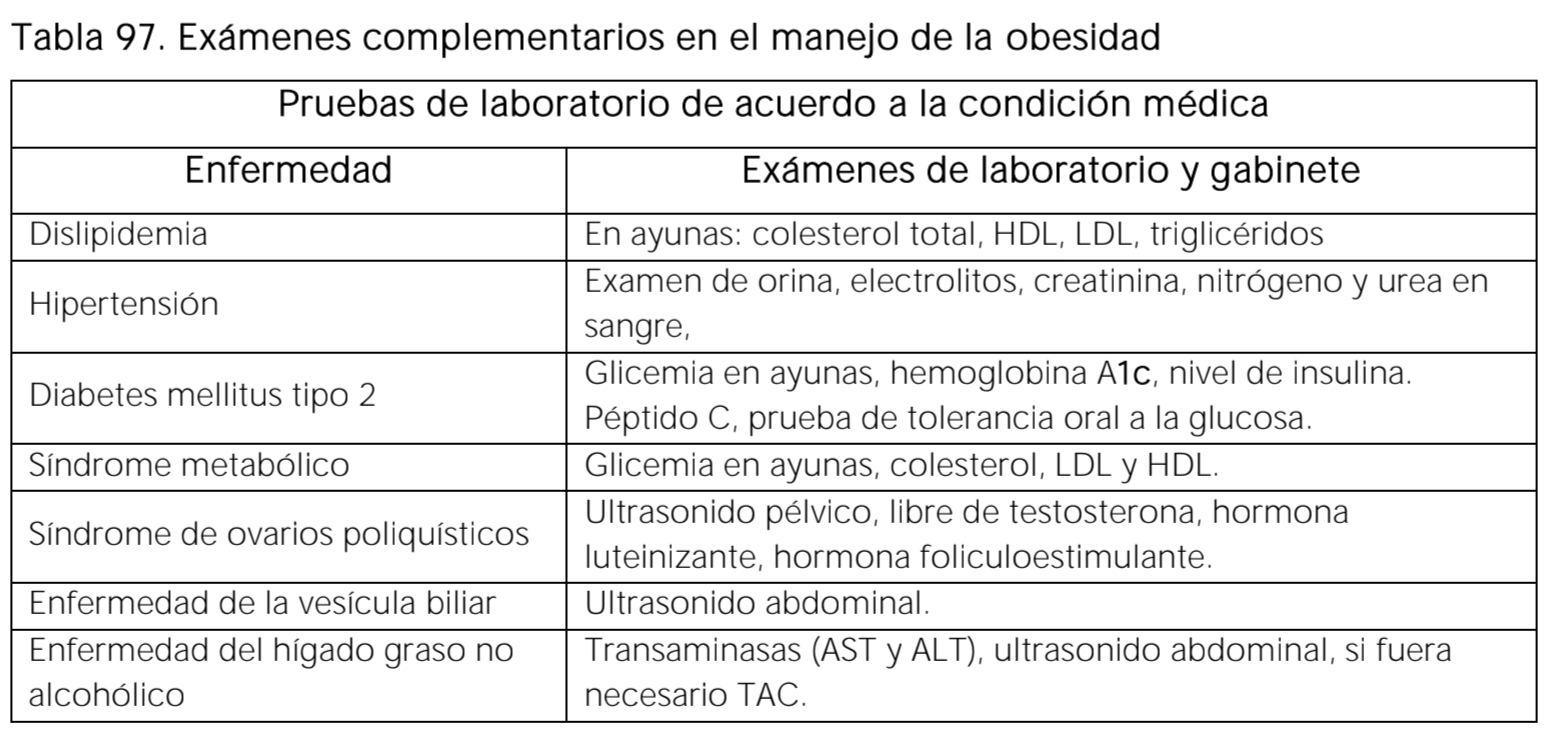 Tabla 97. Exámenes complementarios en el manejo de la obesidad
Pruebas de laboratorio de acuerdo a la condición médica
Enfermedad
Exámenes de laboratorio y gabinete
Dislipidemia
En ayunas: colesterol total, HDL, LDL, triglicéridos
Hipertensión
Examen de orina, electrolitos, creatinina, nitrógeno y urea en
sangre,
Diabetes mellitus tipo 2
Glicemia en ayunas, hemoglobina A1c, nivel de insulina.
Péptido C, prueba de tolerancia oral a la glucosa.
Síndrome metabólico
Glicemia en ayunas, colesterol, LDL y HDL.
Síndrome de ovarios poliquísticos
Ultrasonido pélvico, libre de testosterona, hormona
luteinizante, hormona foliculoestimulante.
Enfermedad de la vesícula biliar
Ultrasonido abdominal.
Enfermedad del hígado graso no
alcohólico
Transaminasas (AST y ALT), ultrasonido abdominal, si fuera
necesario TAC.